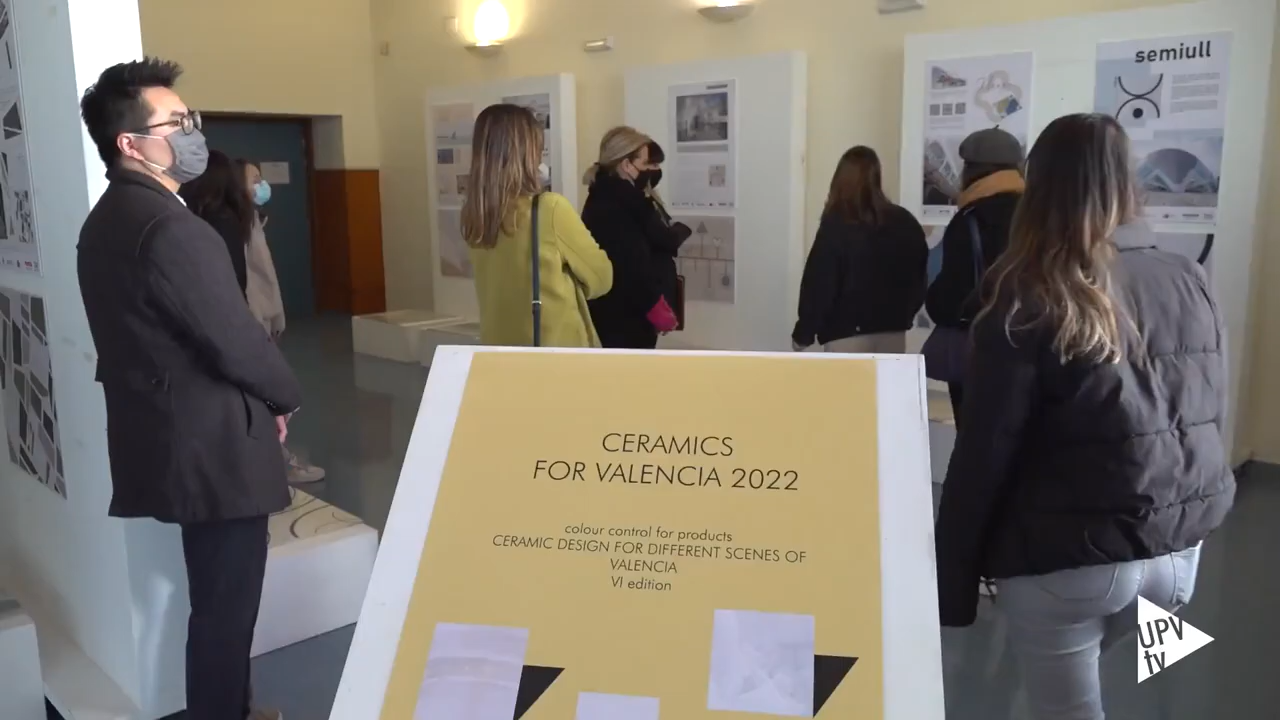 semiull
CERAMICS
FOR VALENCIA 2022
colour control for products
CERAMIC DESIGN FOR DIFFERENT SCENES OF
VALENCIA
VI edition
UPV
tv